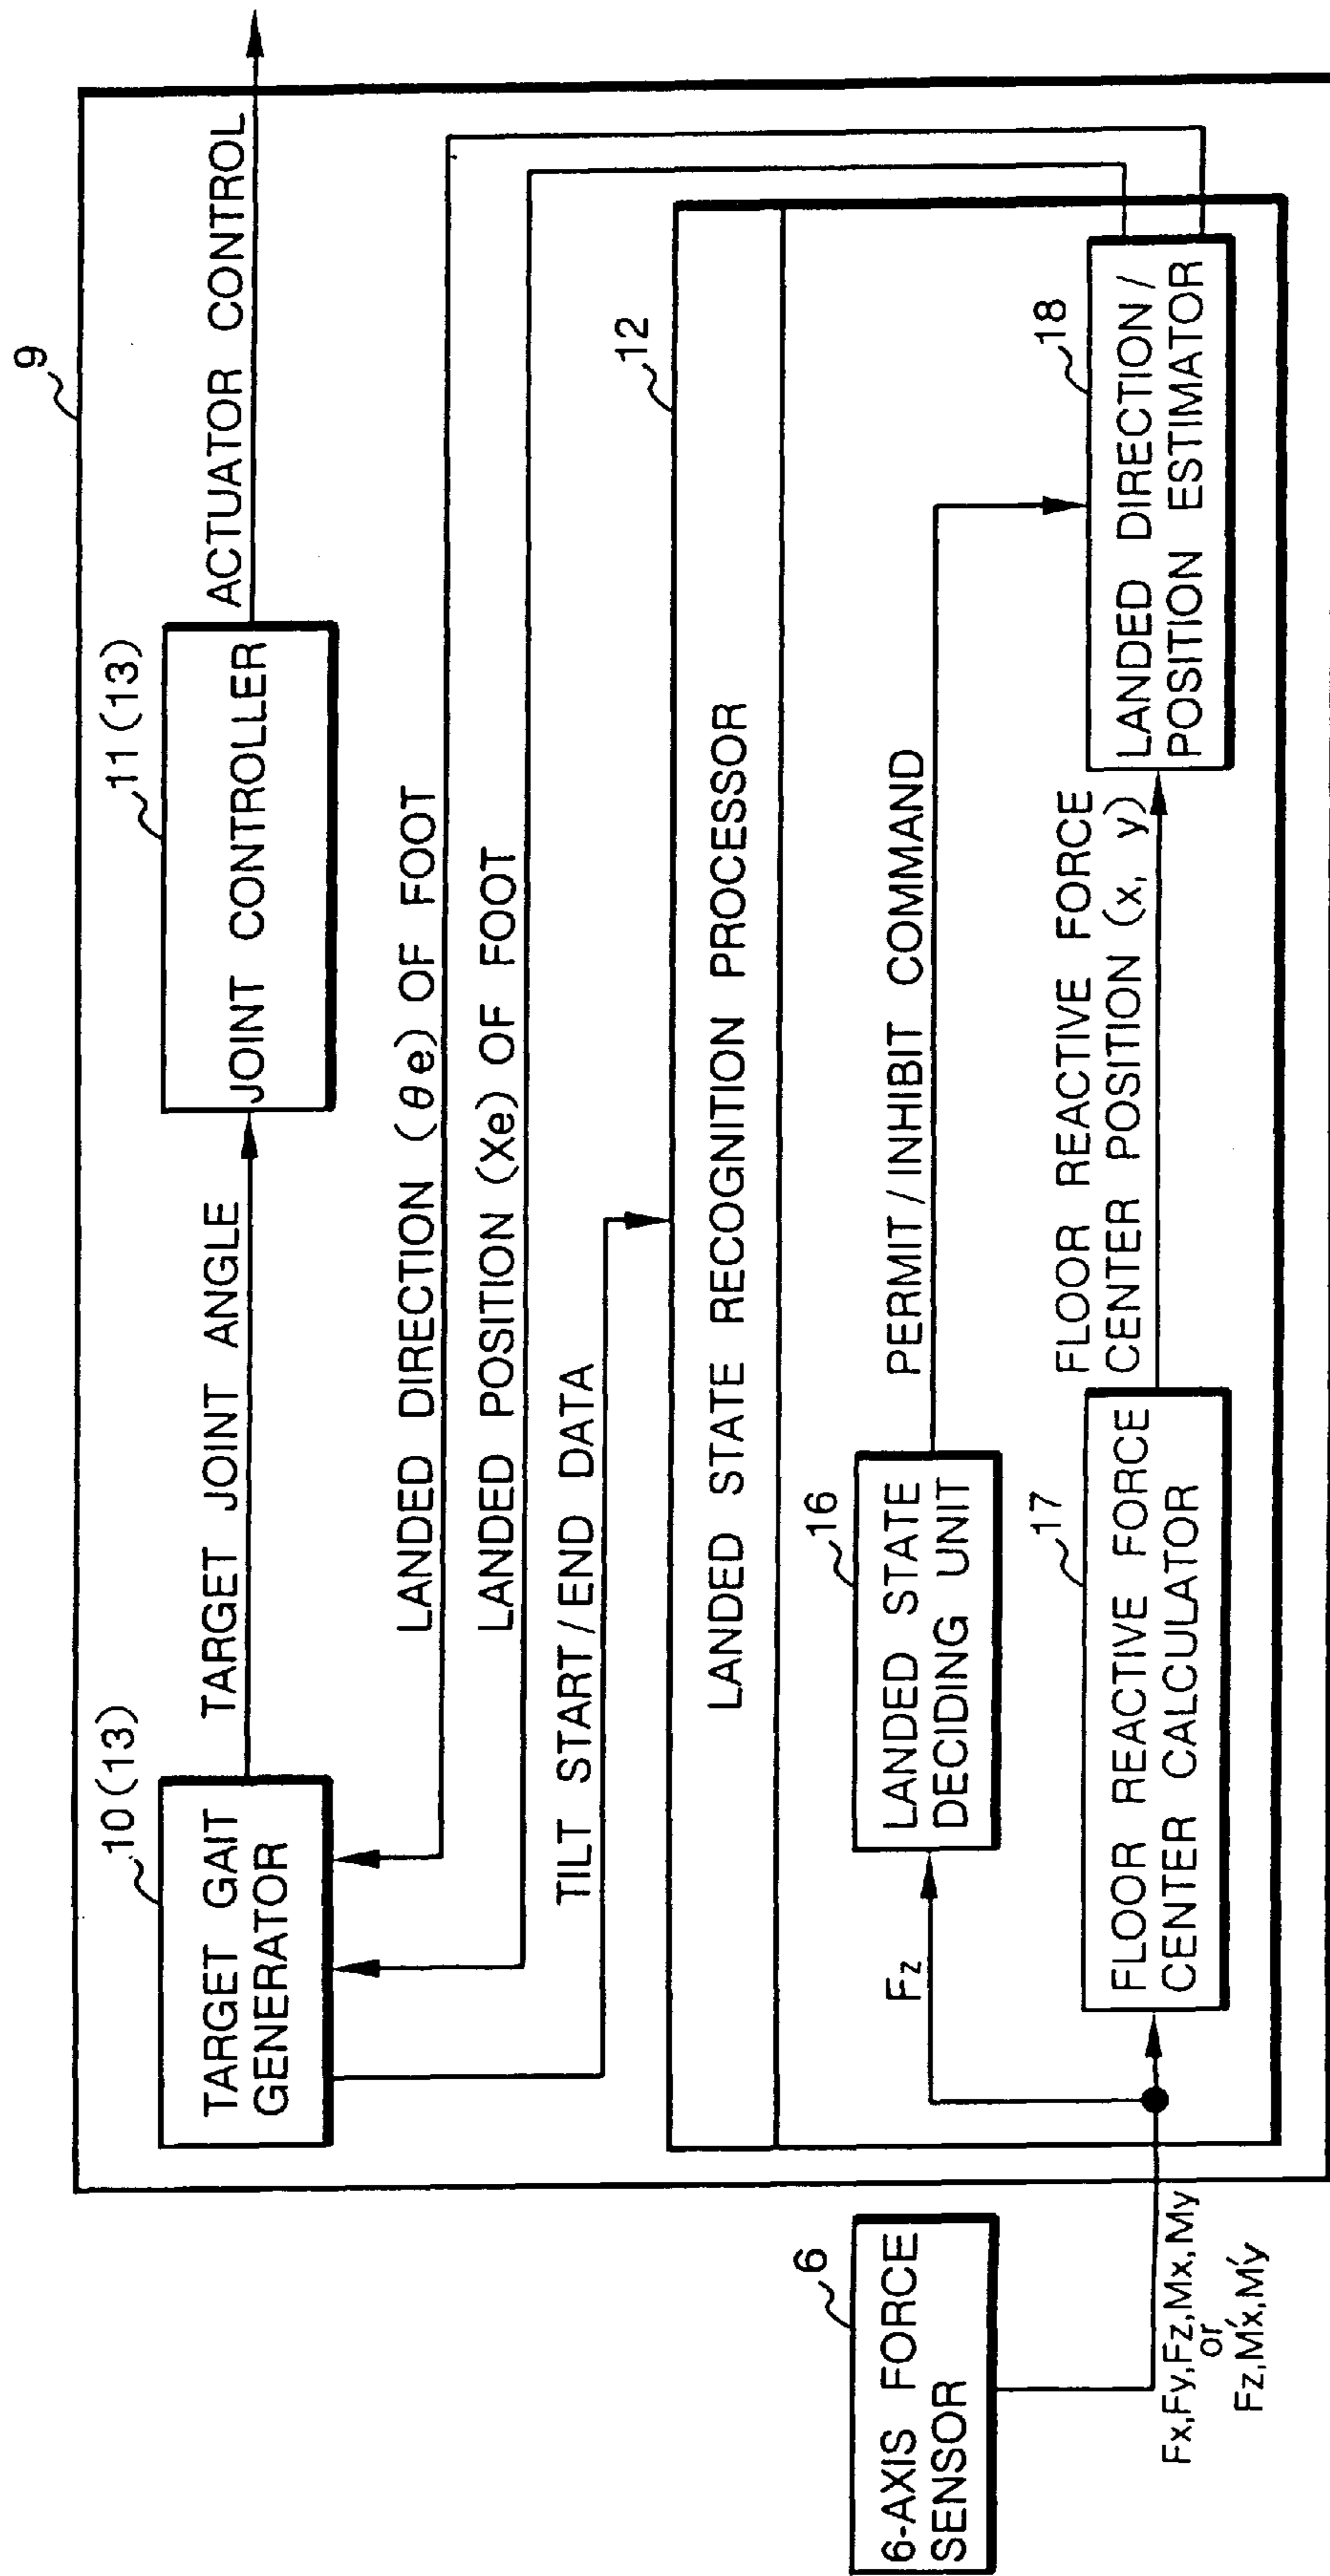 9
10(13)
TARGET GAIT
GENERATOR
TARGET JOINT ANGLE
11(13)
JOINT CONTROLLER
ACTUATOR CONTROL
LANDED DIRECTION (θe) OF FOOT
LANDED POSITION (Xe) OF FOOT
TILT START/END DATA
12
LANDED STATE RECOGNITION PROCESSOR
6
6-AXIS FORCE
SENSOR
Fx,Fy,Fz,Mx,My
or
Fz,Ḿx,Ḿy
Fz
16
LANDED STATE
DECIDING UNIT
PERMIT/INHIBIT COMMAND
17
FLOOR REACTIVE FORCE
CENTER CALCULATOR
FLOOR REACTIVE FORCE
CENTER POSITION (x, y)
18
LANDED DIRECTION/
POSITION ESTIMATOR